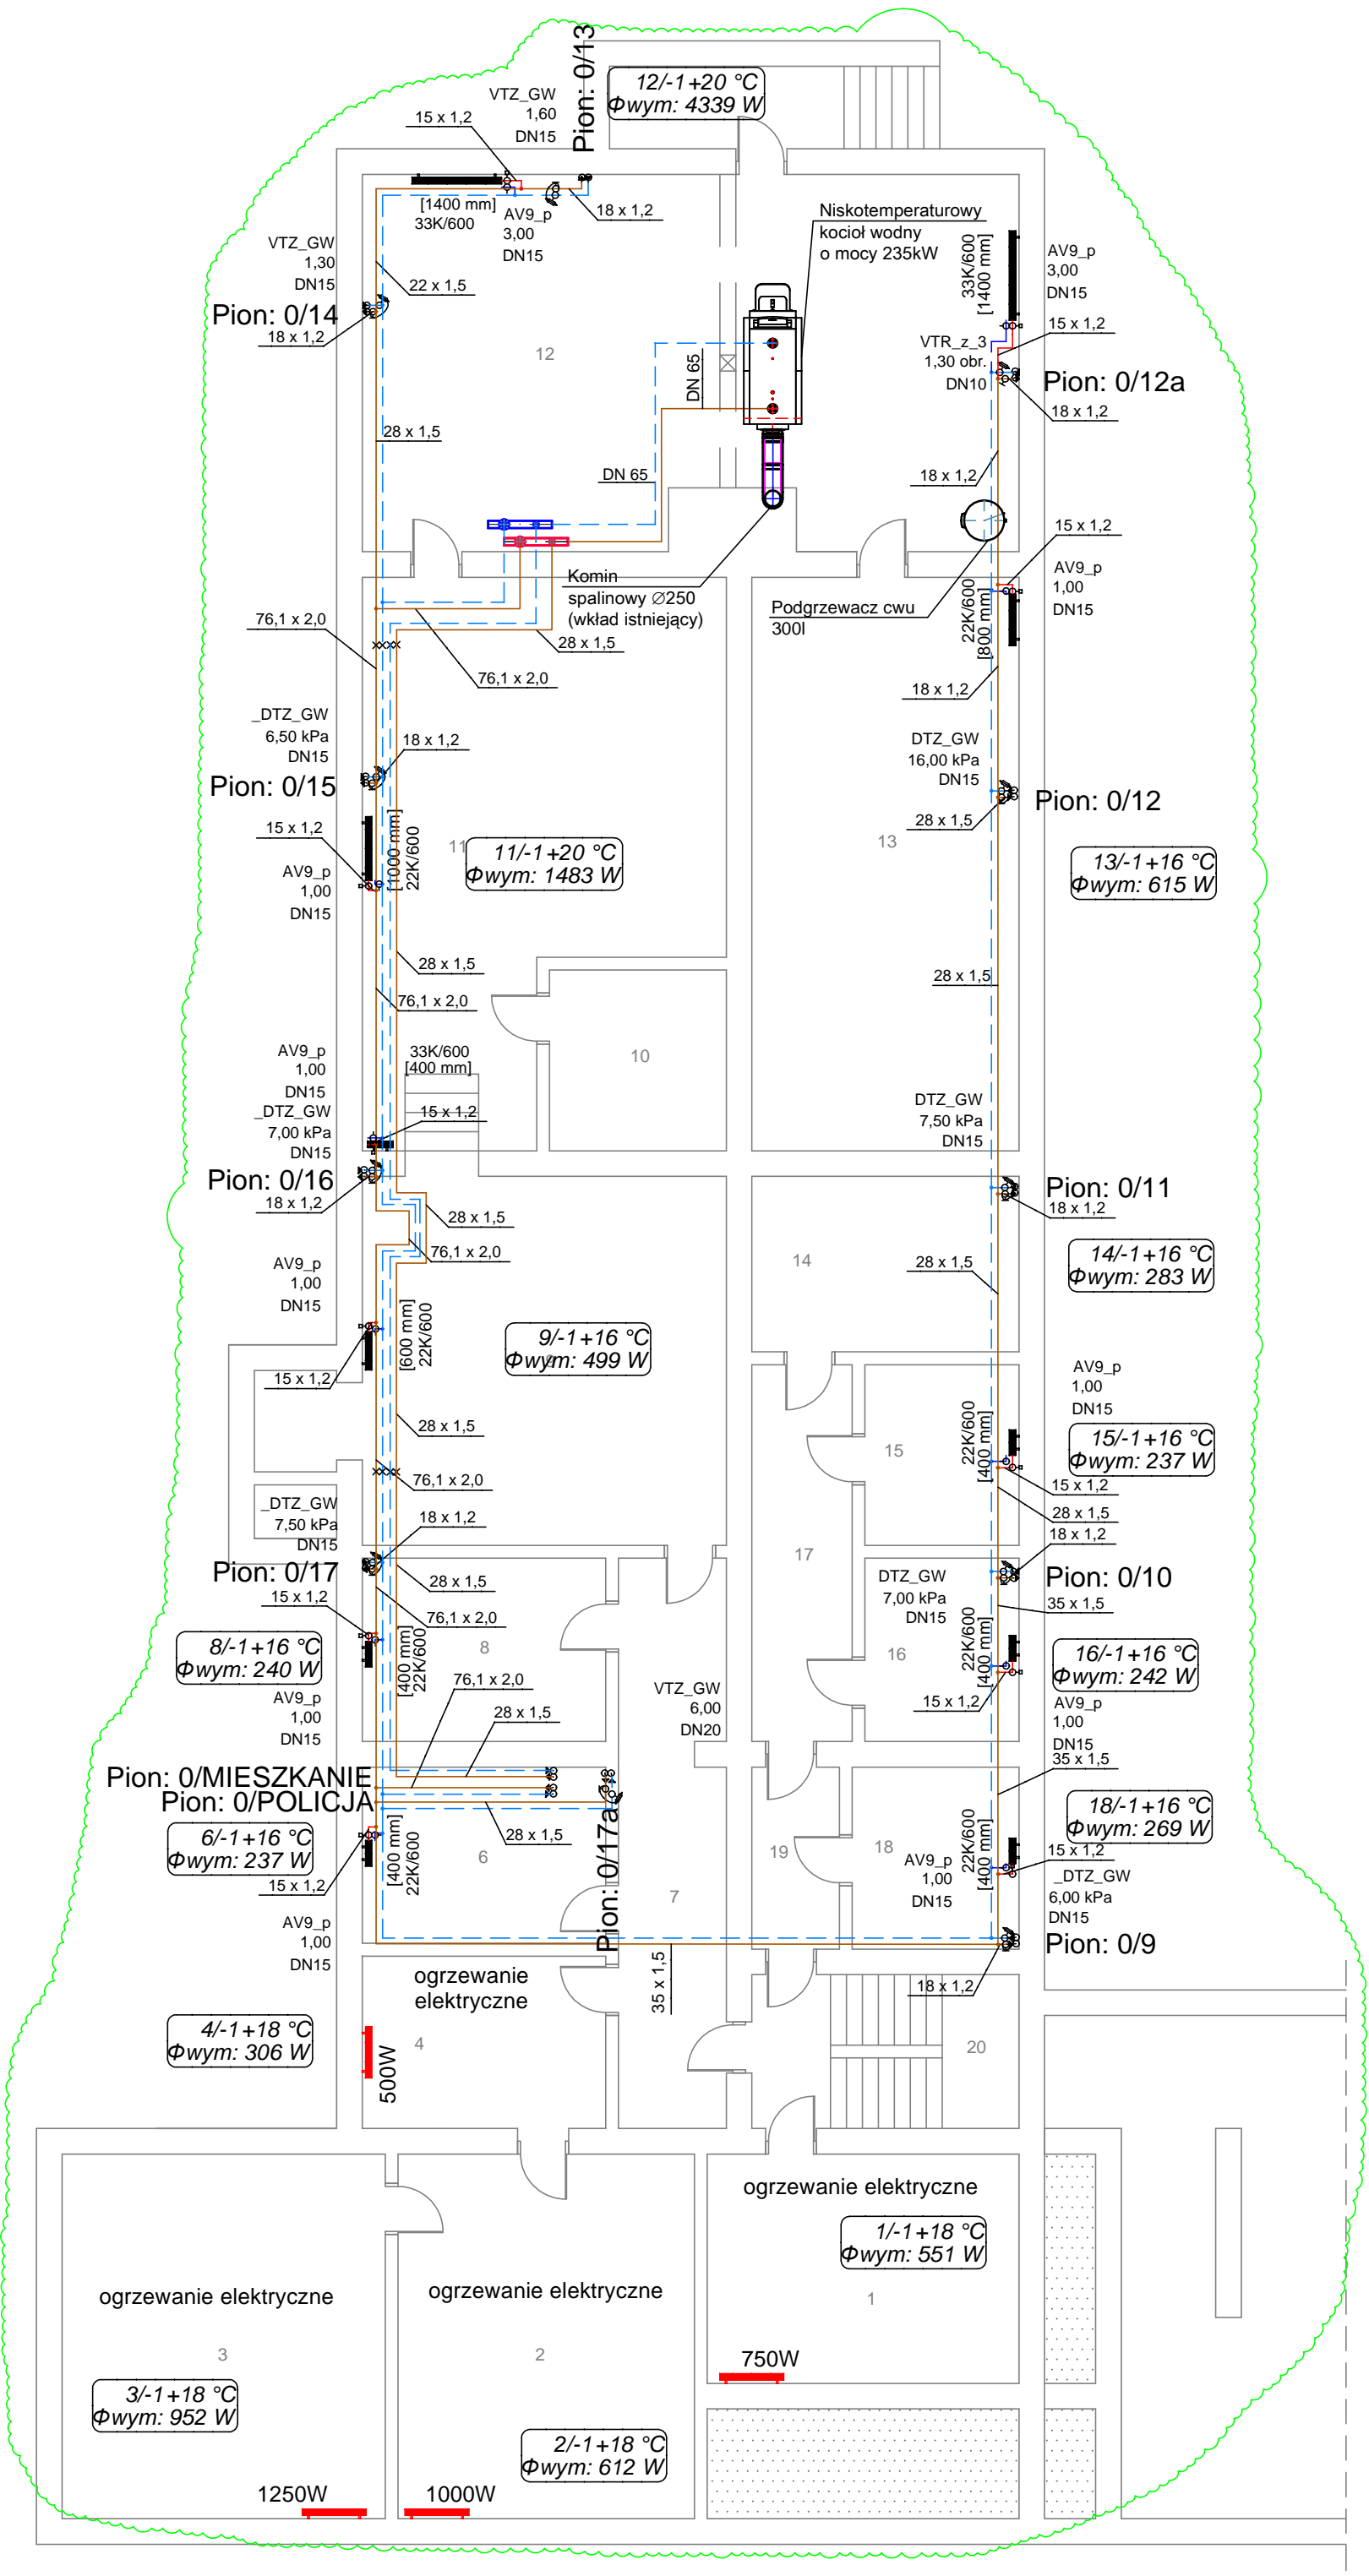 Pion: 0/13
12/-1+20 °C
Φwym: 4339 W
VTZ_GW
1,60
DN15
15 x 1,2
[1400 mm]
33K/600
AV9_p
3,00
DN15
18 x 1,2
Niskotemperaturowy
kocioł wodny
o mocy 235kW
33K/600
[1400 mm]
AV9_p
3,00
DN15
VTZ_GW
1,30
DN15
22 x 1,5
Pion: 0/14
18 x 1,2
15 x 1,2
VTR_z_3
1,30 obr.
DN10
Pion: 0/12a
18 x 1,2
12
DN 65
28 x 1,5
DN 65
18 x 1,2
15 x 1,2
Komin
spalinowy ∅250
(wkład istniejący)
Podgrzewacz cwu
300l
22K/600
[800 mm]
AV9_p
1,00
DN15
76,1 x 2,0
28 x 1,5
76,1 x 2,0
18 x 1,2
_DTZ_GW
6,50 kPa
DN15
18 x 1,2
Pion: 0/15
DTZ_GW
16,00 kPa
DN15
Pion: 0/12
28 x 1,5
15 x 1,2
[1000 mm]
22K/600
11
11/-1+20 °C
Φwym: 1483 W
13
13/-1+16 °C
Φwym: 615 W
AV9_p
1,00
DN15
28 x 1,5
76,1 x 2,0
28 x 1,5
10
AV9_p
1,00
DN15
33K/600
[400 mm]
_DTZ_GW
7,00 kPa
DN15
15 x 1,2
DTZ_GW
7,50 kPa
DN15
Pion: 0/16
18 x 1,2
Pion: 0/11
18 x 1,2
28 x 1,5
76,1 x 2,0
14
28 x 1,5
14/-1+16 °C
Φwym: 283 W
AV9_p
1,00
DN15
[600 mm]
22K/600
9/-1+16 °C
Φwym: 499 W
15 x 1,2
AV9_p
1,00
DN15
28 x 1,5
15
22K/600
[400 mm]
15/-1+16 °C
Φwym: 237 W
76,1 x 2,0
15 x 1,2
28 x 1,5
_DTZ_GW
7,50 kPa
DN15
18 x 1,2
18 x 1,2
17
Pion: 0/17
28 x 1,5
15 x 1,2
DTZ_GW
7,00 kPa
DN15
Pion: 0/10
35 x 1,5
76,1 x 2,0
8/-1+16 °C
Φwym: 240 W
[400 mm]
22K/600
8
16
22K/600
[400 mm]
16/-1+16 °C
Φwym: 242 W
76,1 x 2,0
AV9_p
1,00
DN15
28 x 1,5
VTZ_GW
6,00
DN20
15 x 1,2
AV9_p
1,00
DN15
35 x 1,5
Pion: 0/MIESZKANIE
Pion: 0/POLICJA
6/-1+16 °C
Φwym: 237 W
[400 mm]
22K/600
28 x 1,5
6
Pion: 0/17a
18/-1+16 °C
Φwym: 269 W
15 x 1,2
15 x 1,2
19
18
22K/600
[400 mm]
AV9_p
1,00
DN15
_DTZ_GW
6,00 kPa
DN15
7
AV9_p
1,00
DN15
Pion: 0/9
18 x 1,2
35 x 1,5
ogrzewanie
elektryczne
4/-1+18 °C
Φwym: 306 W
4
500W
20
ogrzewanie elektryczne
1/-1+18 °C
Φwym: 551 W
1
ogrzewanie elektryczne
ogrzewanie elektryczne
3
2
750W
3/-1+18 °C
Φwym: 952 W
2/-1+18 °C
Φwym: 612 W
1250W
1000W